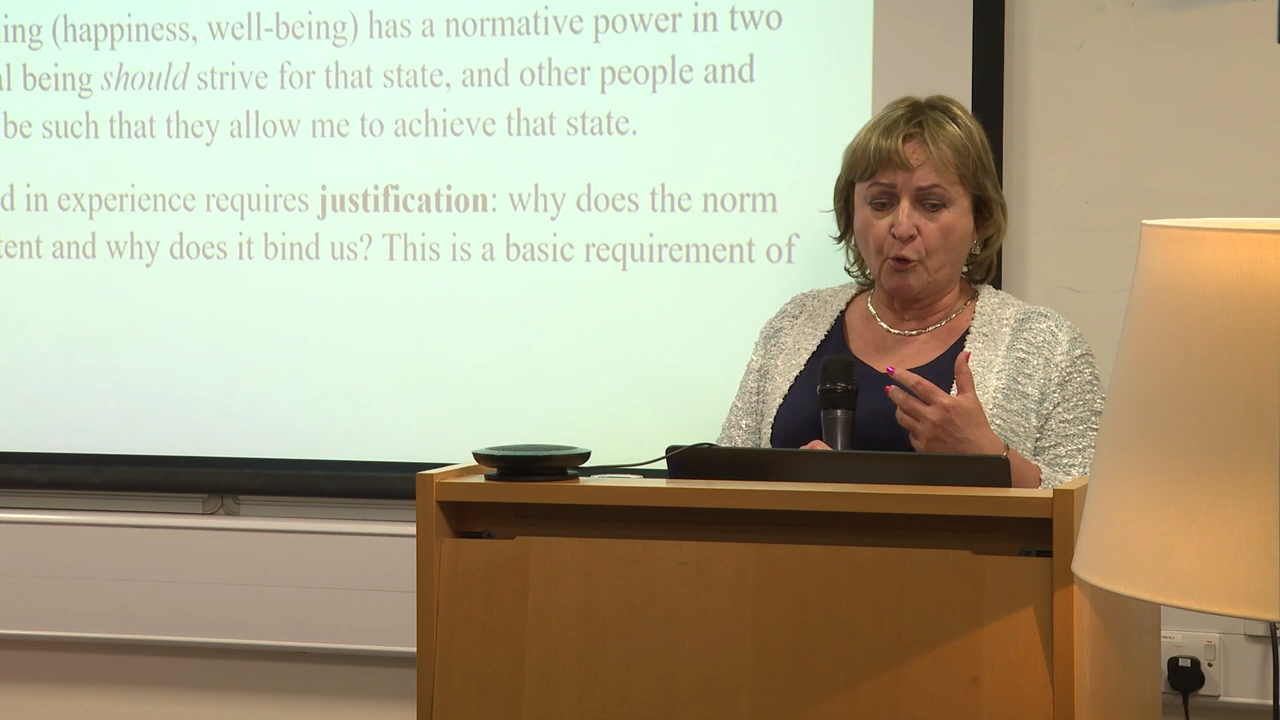 ing (happiness, well-being) has a normative power in two
l being should strive for that state, and other people and
be such that they allow me to achieve that state.
d in experience requires justification: why does the norm
tent and why does it bind us? This is a basic requirement of